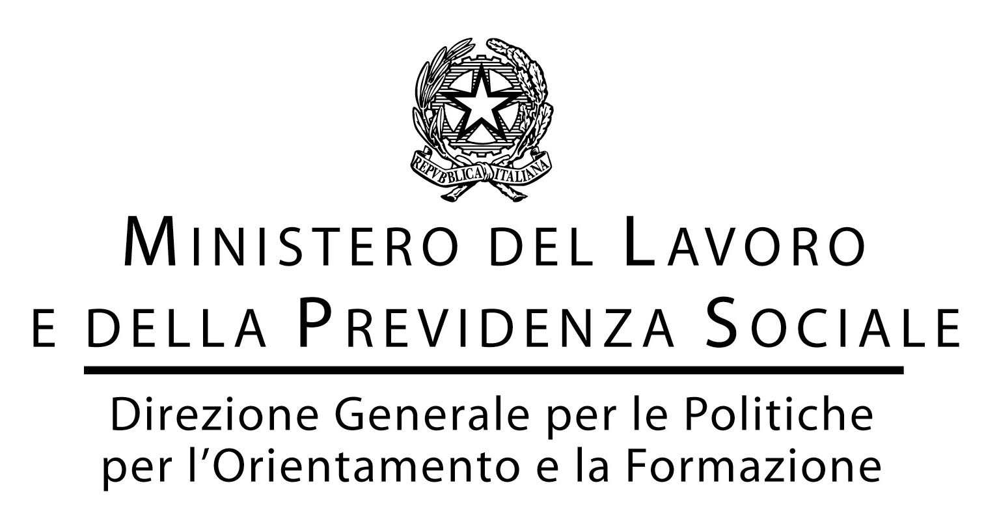 REPVBBLICA ITALIANA
MINISTERO DEL LAVORO
E DELLA PREVIDENZA SOCIALE
Direzione Generale per le Politiche
per l’Orientamento e la Formazione